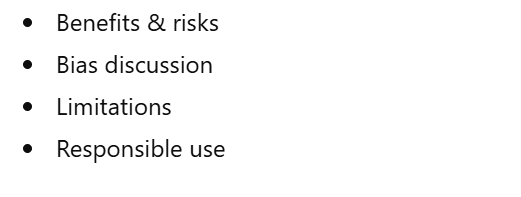 • Benefits & risks
• Bias discussion
• Limitations
• Responsible use